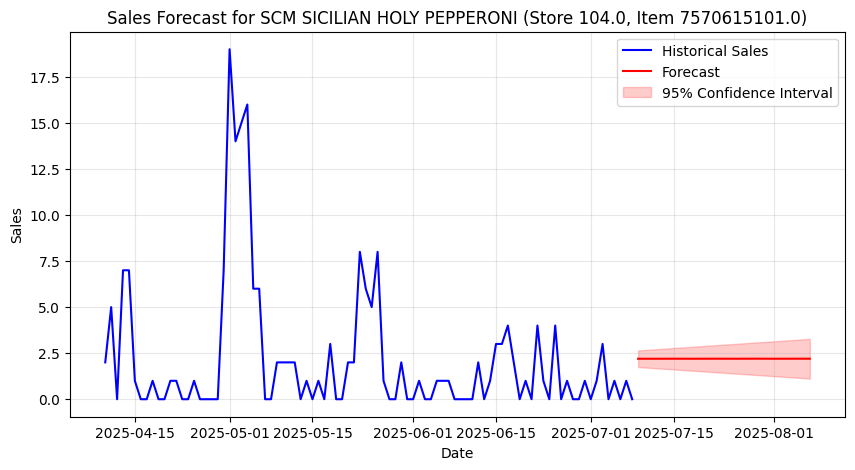 Sales Forecast for SCM SICILIAN HOLY PEPPERONI (Store 104.0, Item 7570615101.0)
Historical Sales
Forecast
95% Confidence Interval
Sales
17.5
15.0
12.5
10.0
7.5
5.0
2.5
0.0
2025-04-15
2025-05-01
2025-05-15
2025-06-01
2025-06-15
2025-07-01
2025-07-15
2025-08-01
Date